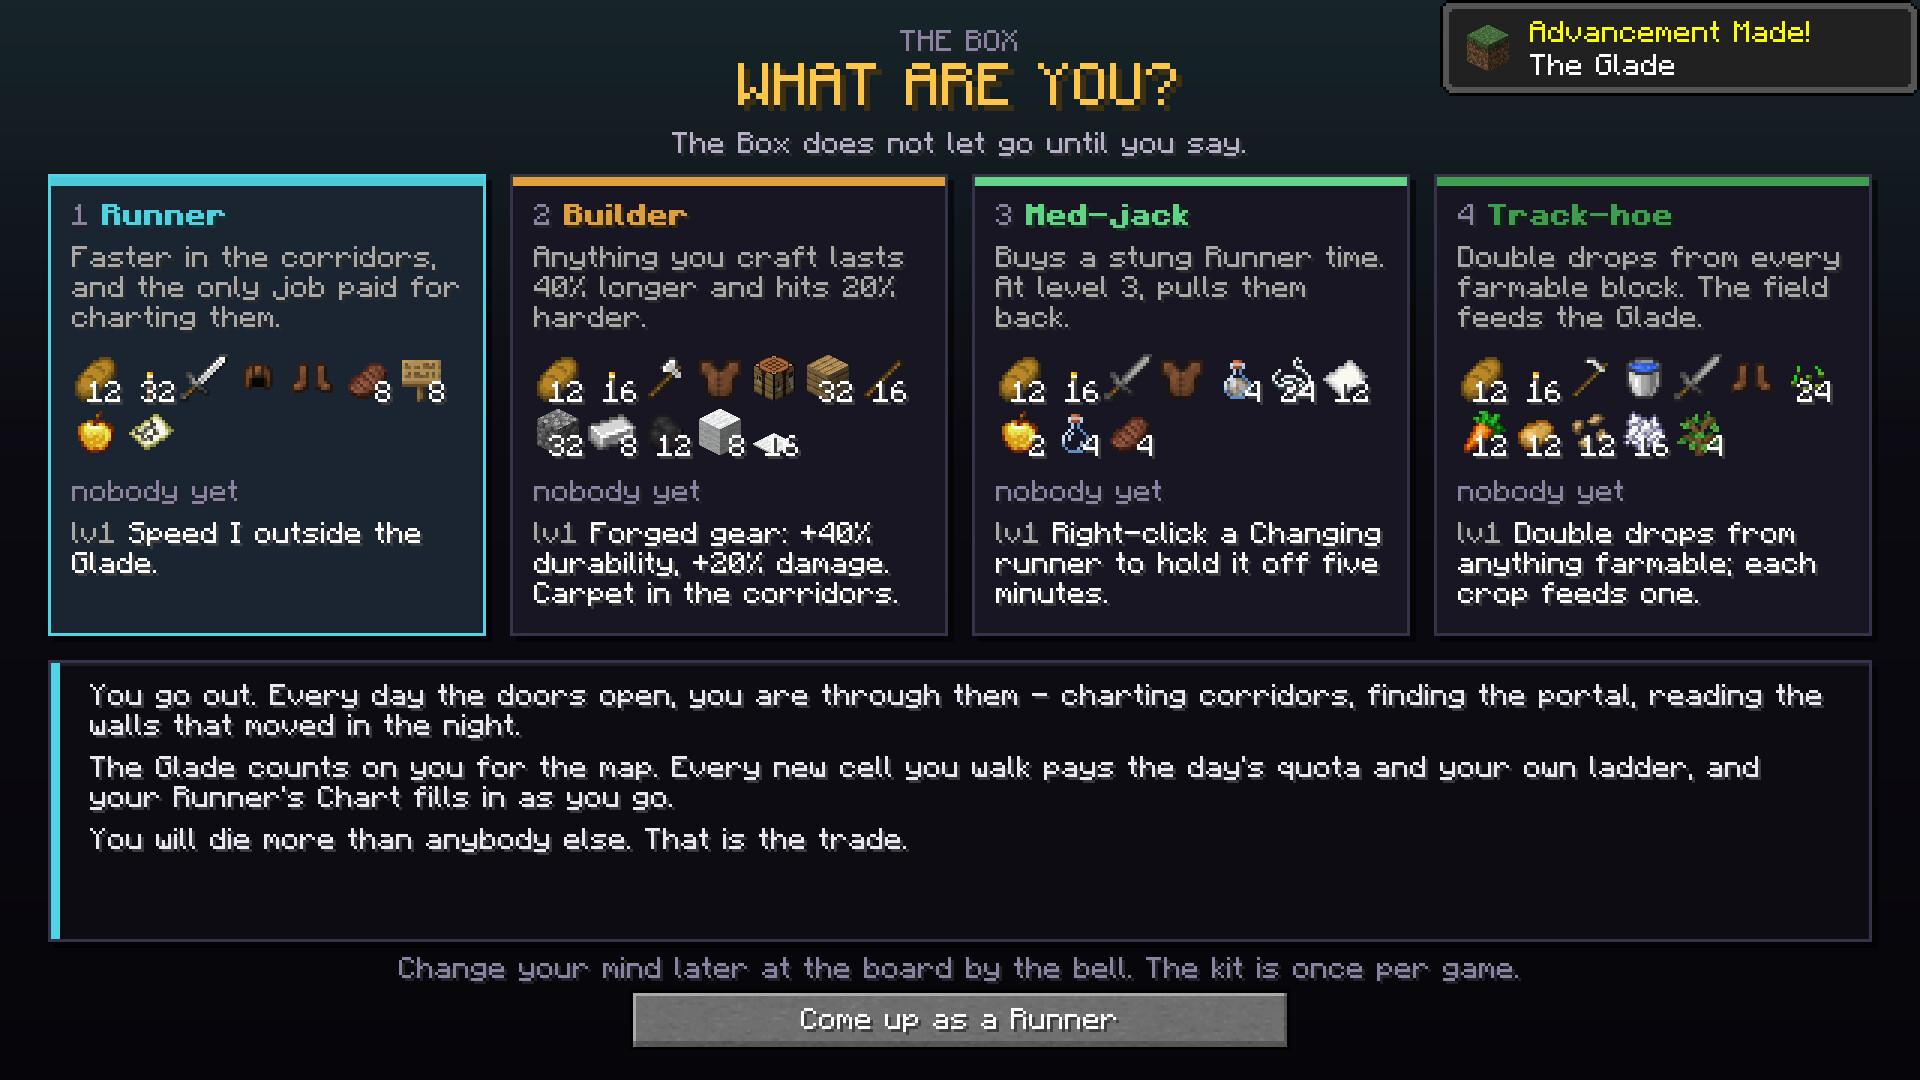 THE BOX
WHAT ARE YOU?
The Box does not let go until you say.
Advancement Made!
The Glade
1 Runner
Faster in the corridors,
and the only job paid for
charting them.
12 32 8 8
nobody yet
lv1 Speed I outside the
Glade.
2 Builder
Anything you craft lasts
40% longer and hits 20%
harder.
12 16 32 16
32 8 12 8 16
nobody yet
lv1 Forged gear: +40%
durability, +20% damage.
Carpet in the corridors.
3 Med-jack
Buys a stung Runner time.
At level 3, pulls them
back.
12 16 4 24 12
2 4 4
nobody yet
lv1 Right-click a Changing
runner to hold it off five
minutes.
4 Track-hoe
Double drops from every
farmable block. The field
feeds the Glade.
12 16 24
12 12 12 16 4
nobody yet
lv1 Double drops from
anything farmable; each
crop feeds one.
You go out. Every day the doors open, you are through them - charting corridors, finding the portal, reading the
walls that moved in the night.
The Glade counts on you for the map. Every new cell you walk pays the day's quota and your own ladder, and
your Runner's Chart fills in as you go.
You will die more than anybody else. That is the trade.
Change your mind later at the board by the bell. The kit is once per game.
Come up as a Runner